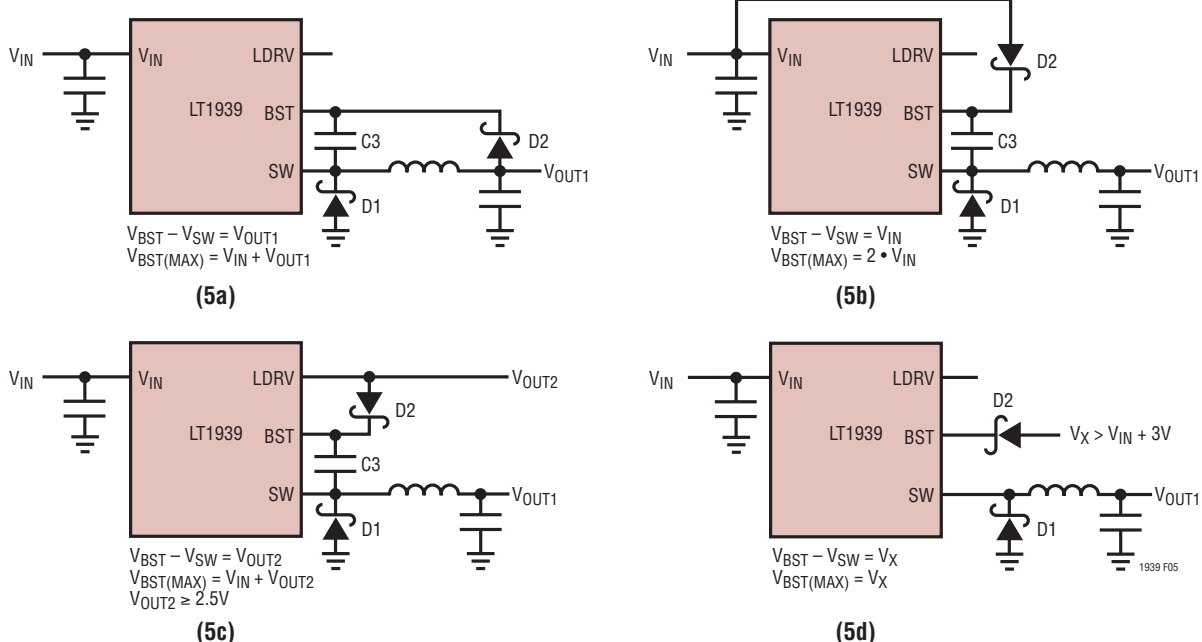 V_IN
V_IN
LDRV
LT1939
BST
C3
D2
SW
V_OUT1
D1
V_BST – V_SW = V_OUT1
V_BST(MAX) = V_IN + V_OUT1
(5a)
V_IN
V_IN
LDRV
D2
LT1939
BST
C3
SW
V_OUT1
D1
V_BST – V_SW = V_IN
V_BST(MAX) = 2 • V_IN
(5b)
V_IN
V_IN
LDRV
V_OUT2
D2
LT1939
BST
C3
SW
V_OUT1
D1
V_BST – V_SW = V_OUT2
V_BST(MAX) = V_IN + V_OUT2
V_OUT2 ≥ 2.5V
(5c)
V_IN
V_IN
LDRV
D2
LT1939
BST
V_X > V_IN + 3V
SW
V_OUT1
D1
V_BST – V_SW = V_X
V_BST(MAX) = V_X
1939 F05
(5d)